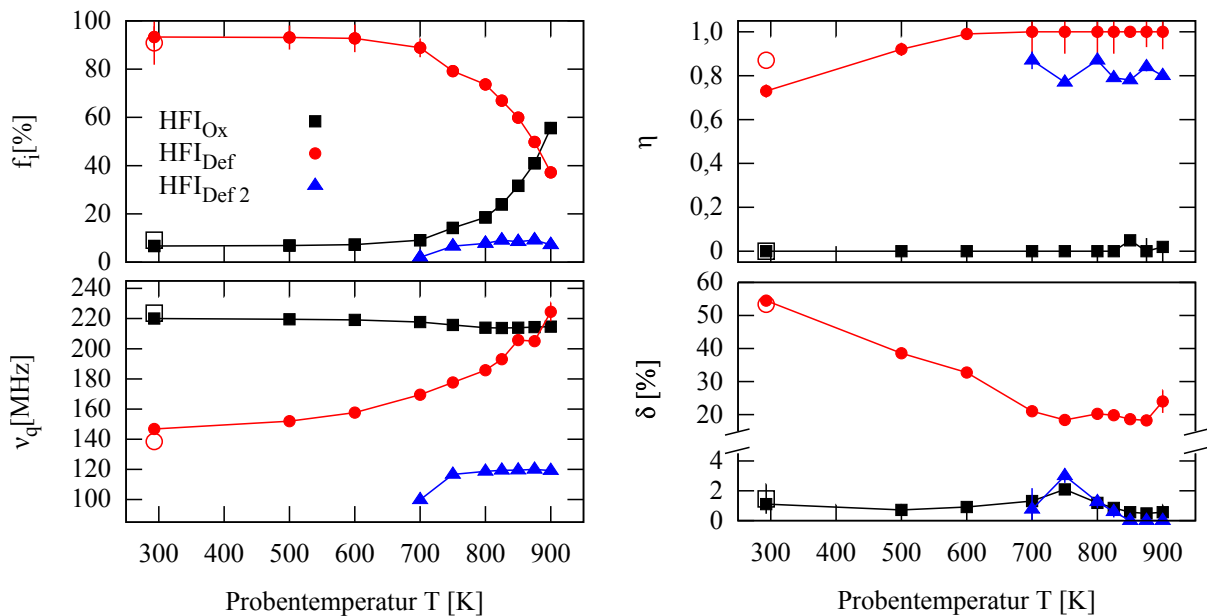 100
80
60
40
20
0
f_i[%]
HFI_Ox
HFI_Def
HFI_Def 2
1,0
0,8
0,6
0,4
0,2
0
η
240
220
200
180
160
140
120
100
ν_q[MHz]
300 400 500 600 700 800 900
Probentemperatur T [K]
60
50
40
30
20
4
2
0
δ [%]
300 400 500 600 700 800 900
Probentemperatur T [K]